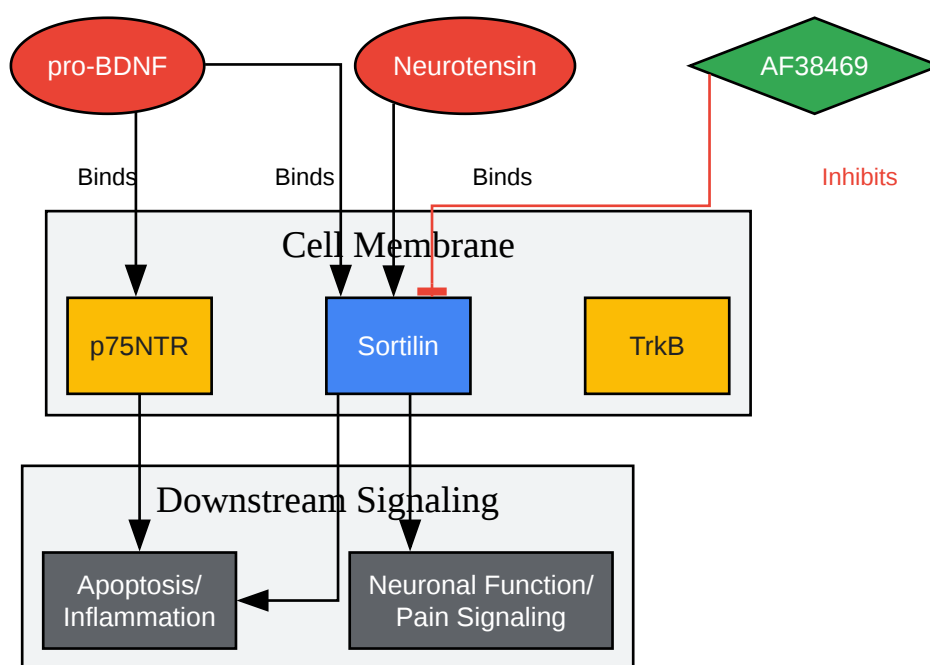 pro-BDNF
Neurotensin
AF38469
Binds
Binds
Binds
Inhibits
Cell Membrane
p75NTR
Sortilin
TrkB
Downstream Signaling
Apoptosis/
Inflammation
Neuronal Function/
Pain Signaling